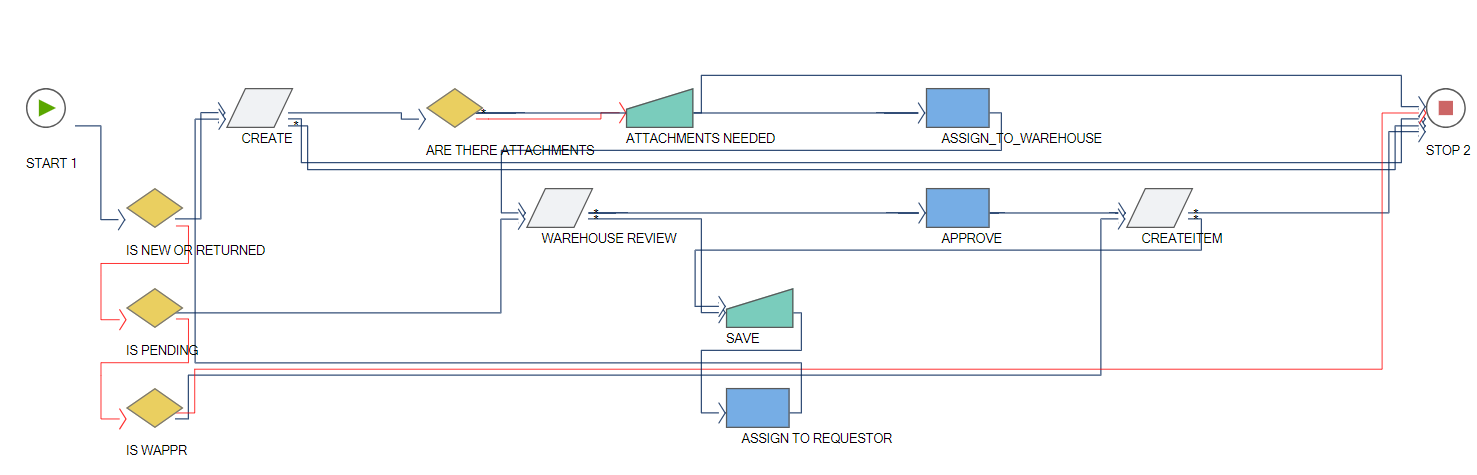 CREATE
ATTACHMENTS NEEDED
ASSIGN_TO_WAREHOUSE
ARE THERE ATTACHMENTS
STOP 2
START 1
IS NEW OR RETURNED
WAREHOUSE REVIEW
APPROVE
CREATEITEM
SAVE
IS PENDING
ASSIGN TO REQUESTOR
IS WAPPR